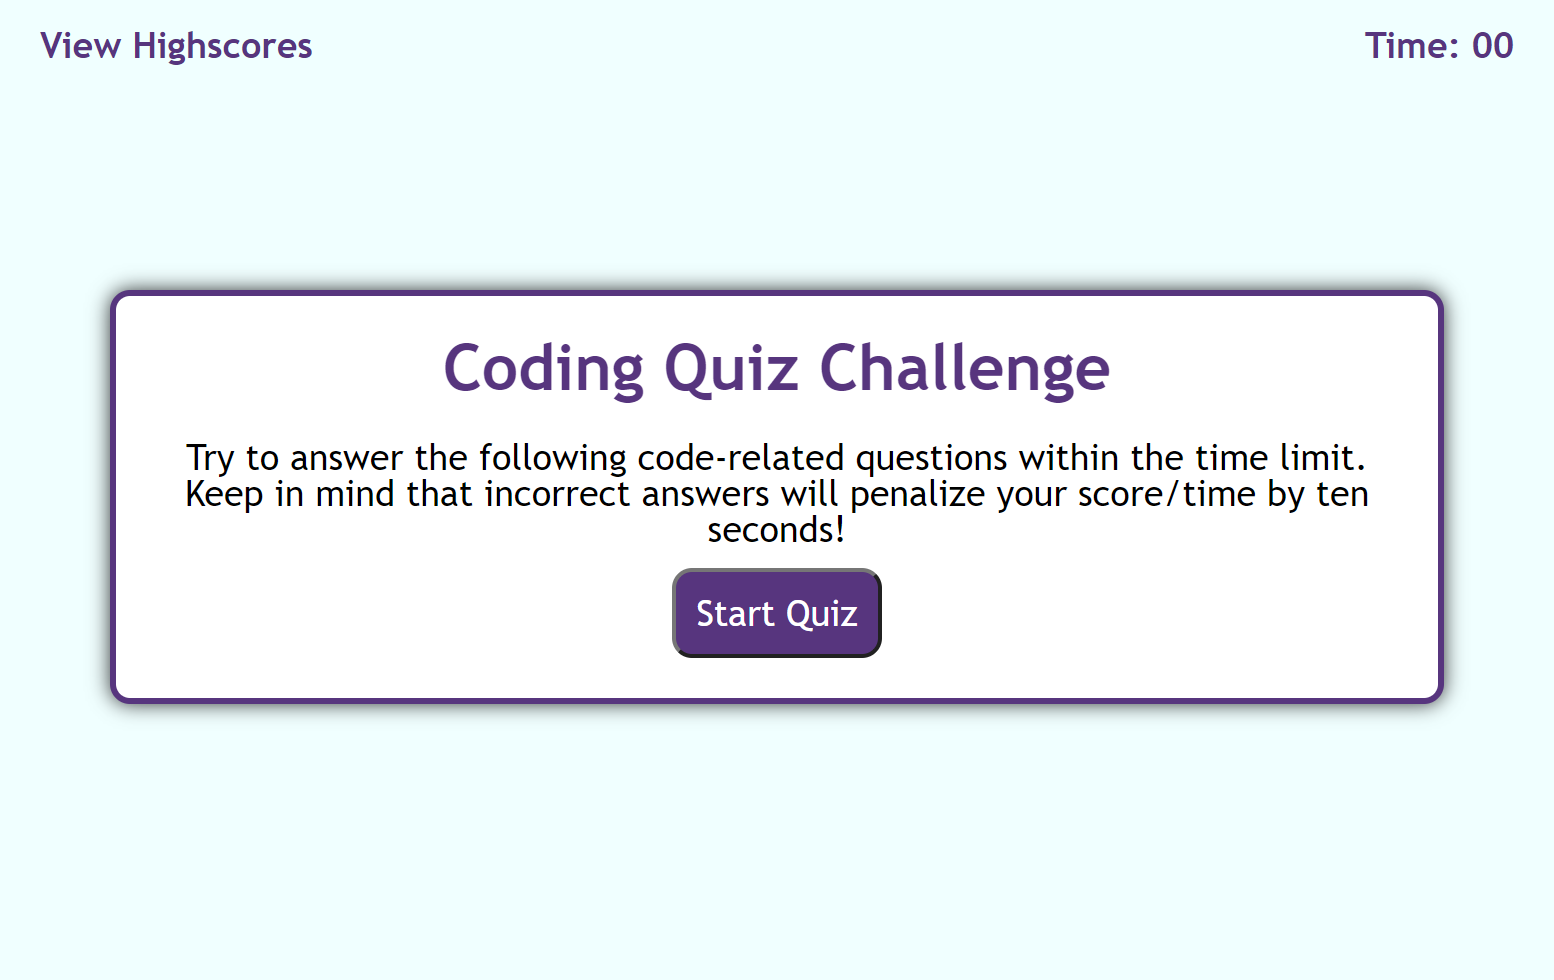 View Highscores
Time: 00
Coding Quiz Challenge
Try to answer the following code-related questions within the time limit.
Keep in mind that incorrect answers will penalize your score/time by ten
seconds!
Start Quiz